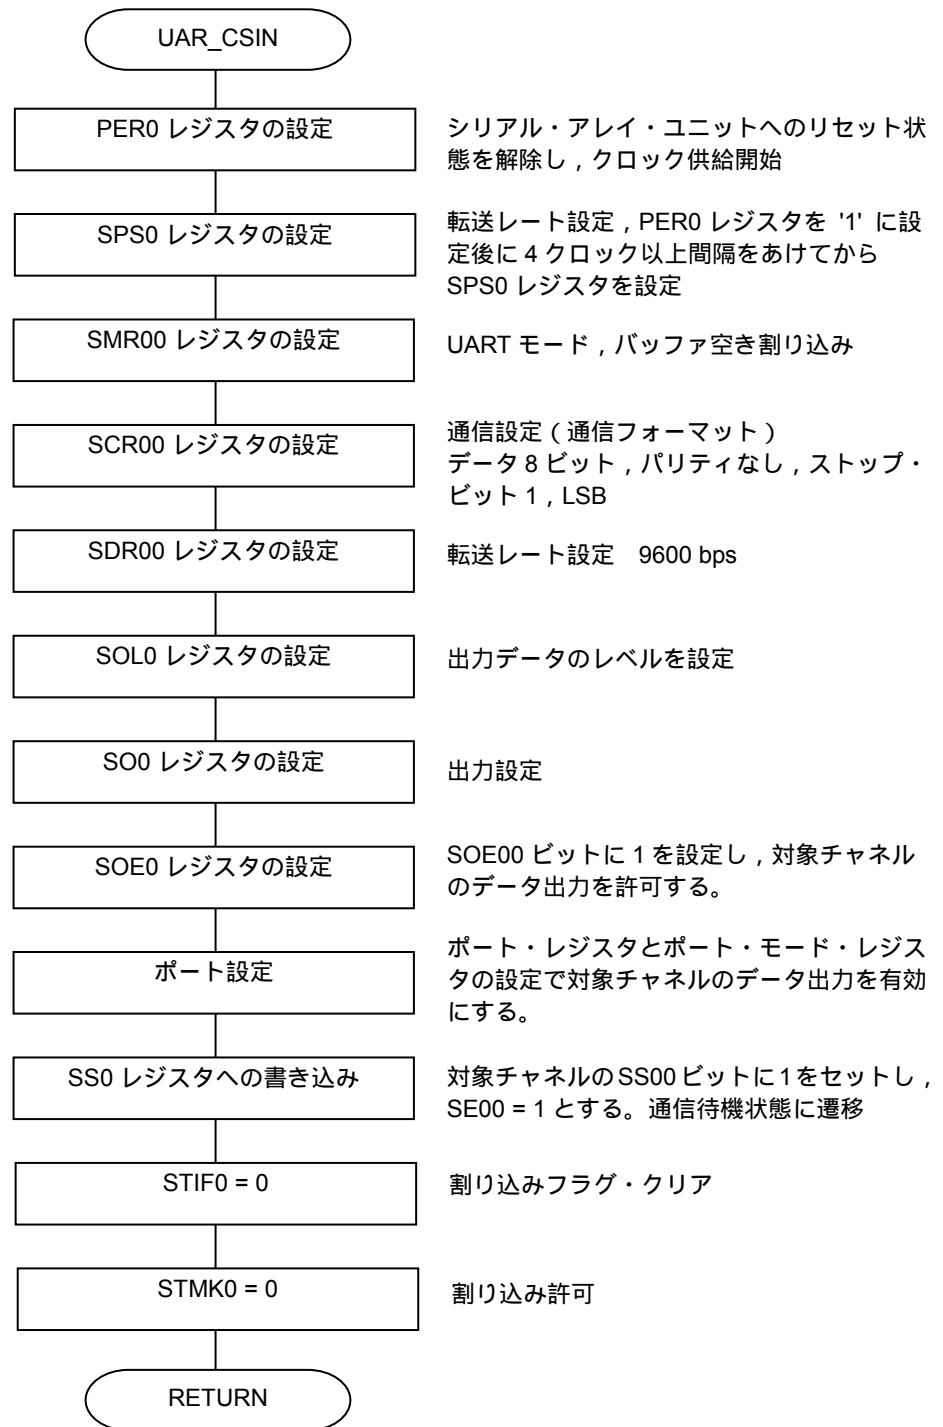 UAR_CSIN
PER0 レジスタの設定
シリアル・アレイ・ユニットへのリセット状
態を解除し，クロック供給開始
SPS0 レジスタの設定
転送レート設定，PER0 レジスタを '1' に設
定後に 4 クロック以上間隔をあけてから
SPS0 レジスタを設定
SMR00 レジスタの設定
UART モード，バッファ空き割り込み
SCR00 レジスタの設定
通信設定（通信フォーマット）
データ 8 ビット，パリティなし，ストップ・
ビット 1，LSB
SDR00 レジスタの設定
転送レート設定　9600 bps
SOL0 レジスタの設定
出力データのレベルを設定
SO0 レジスタの設定
出力設定
SOE0 レジスタの設定
SOE00 ビットに 1 を設定し，対象チャネル
のデータ出力を許可する。
ポート設定
ポート・レジスタとポート・モード・レジス
タの設定で対象チャネルのデータ出力を有効
にする。
SS0 レジスタへの書き込み
対象チャネルの SS00 ビットに 1 をセットし，
SE00 = 1 とする。通信待機状態に遷移
STIF0 = 0
割り込みフラグ・クリア
STMK0 = 0
割り込み許可
RETURN